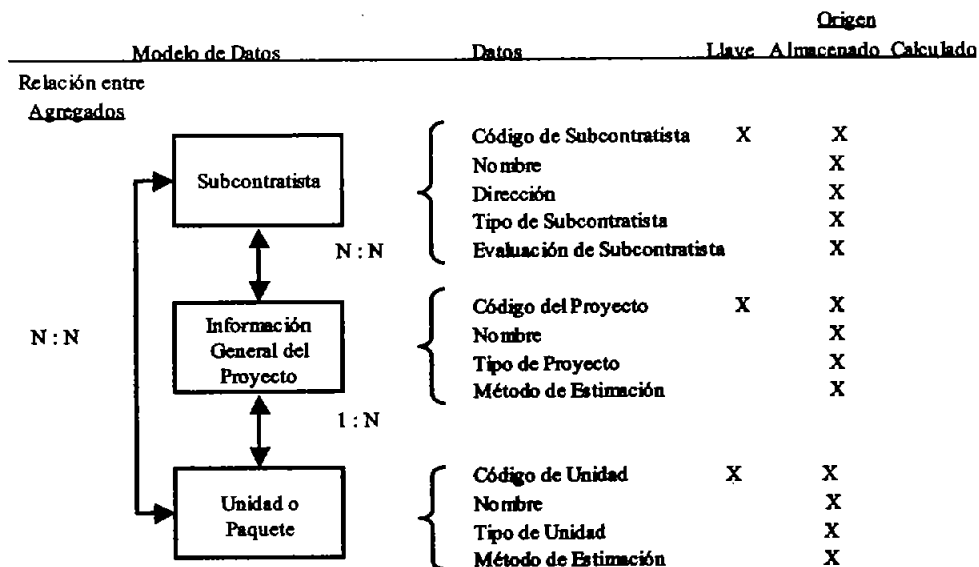 Origen
Modelo de Datos Datos Llave Almacenado Calculado
Relación entre
Agregados
Subcontratista
Código de Subcontratista X X
Nombre X
Dirección X
Tipo de Subcontratista X
Evaluación de Subcontratista X
N : N
N : N
Información
General del
Proyecto
Código del Proyecto X X
Nombre X
Tipo de Proyecto X
Método de Estimación X
1 : N
Unidad o
Paquete
Código de Unidad X X
Nombre X
Tipo de Unidad X
Método de Estimación X